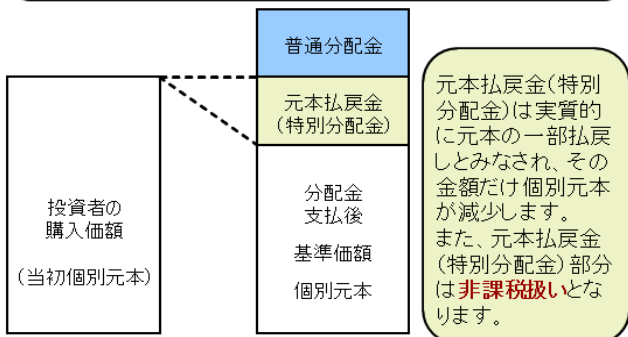 普通分配金
元本払戻金
(特別分配金)
投資者の
購入価額
(当初個別元本)
分配金
支払後
基準価額
個別元本
元本払戻金(特別
分配金)は実質的
に元本の一部払戻
しとみなされ、その
金額だけ個別元本
が減少します。
また、元本払戻金
(特別分配金)部分
は非課税扱いとな
ります。